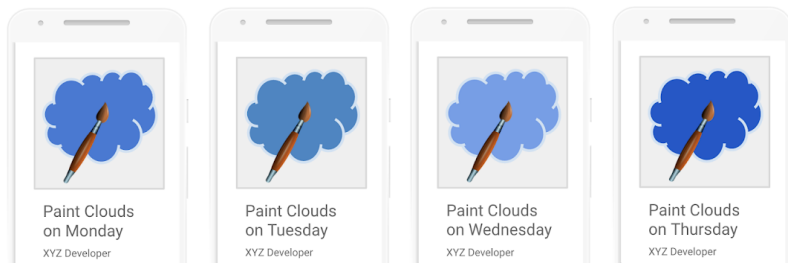 Paint Clouds
on Monday
XYZ Developer
Paint Clouds
on Tuesday
XYZ Developer
Paint Clouds
on Wednesday
XYZ Developer
Paint Clouds
on Thursday
XYZ Developer